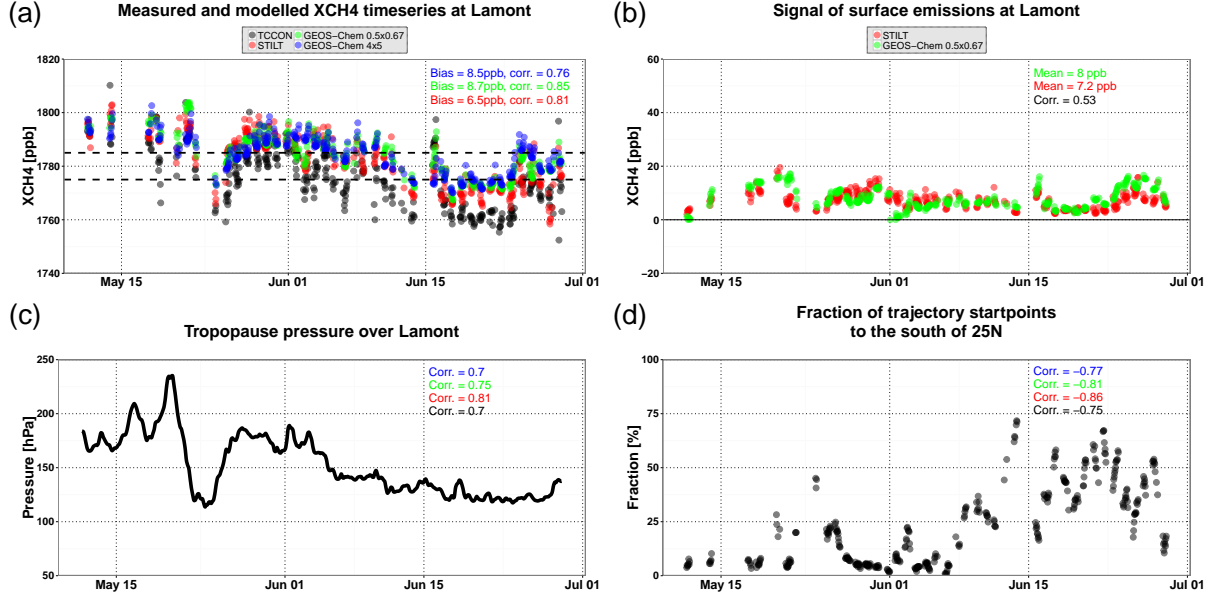 (a)
Measured and modelled XCH4 timeseries at Lamont
TCCON
GEOS−Chem 0.5x0.67
STILT
GEOS−Chem 4x5
Bias = 8.5ppb, corr. = 0.76
Bias = 8.7ppb, corr. = 0.85
Bias = 6.5ppb, corr. = 0.81
XCH4 [ppb]
1820
1800
1780
1760
1740
May 15
Jun 01
Jun 15
Jul 01
(b)
Signal of surface emissions at Lamont
STILT
GEOS−Chem 0.5x0.67
Mean = 8 ppb
Mean = 7.2 ppb
Corr. = 0.53
XCH4 [ppb]
60
40
20
0
−20
May 15
Jun 01
Jun 15
Jul 01
(c)
Tropopause pressure over Lamont
Corr. = 0.7
Corr. = 0.75
Corr. = 0.81
Corr. = 0.7
Pressure [hPa]
250
200
150
100
50
May 15
Jun 01
Jun 15
Jul 01
(d)
Fraction of trajectory startpoints
to the south of 25N
Corr. = −0.77
Corr. = −0.81
Corr. = −0.86
Corr. = −0.75
Fraction [%]
100
75
50
25
0
May 15
Jun 01
Jun 15
Jul 01